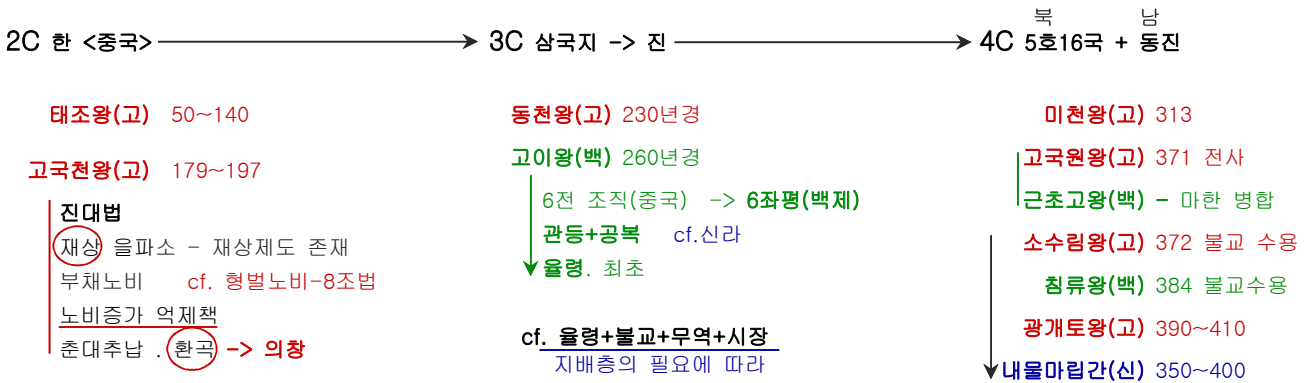 2C 한 <중국>
3C 삼국지 -> 진
북 남
4C 5호16국 + 동진
태조왕(고) 50~140
고국천왕(고) 179~197
진대법
재상 을파소 - 재상제도 존재
부채노비 cf. 형벌노비-8조법
노비증가 억제책
춘대추납 . 환곡 -> 의창
동천왕(고) 230년경
고이왕(백) 260년경
6전 조직(중국) -> 6좌평(백제)
관등+공복 cf.신라
율령. 최초
cf. 율령+불교+무역+시장
지배층의 필요에 따라
미천왕(고) 313
고국원왕(고) 371 전사
근초고왕(백) - 마한 병합
소수림왕(고) 372 불교 수용
침류왕(백) 384 불교수용
광개토왕(고) 390~410
내물마립간(신) 350~400